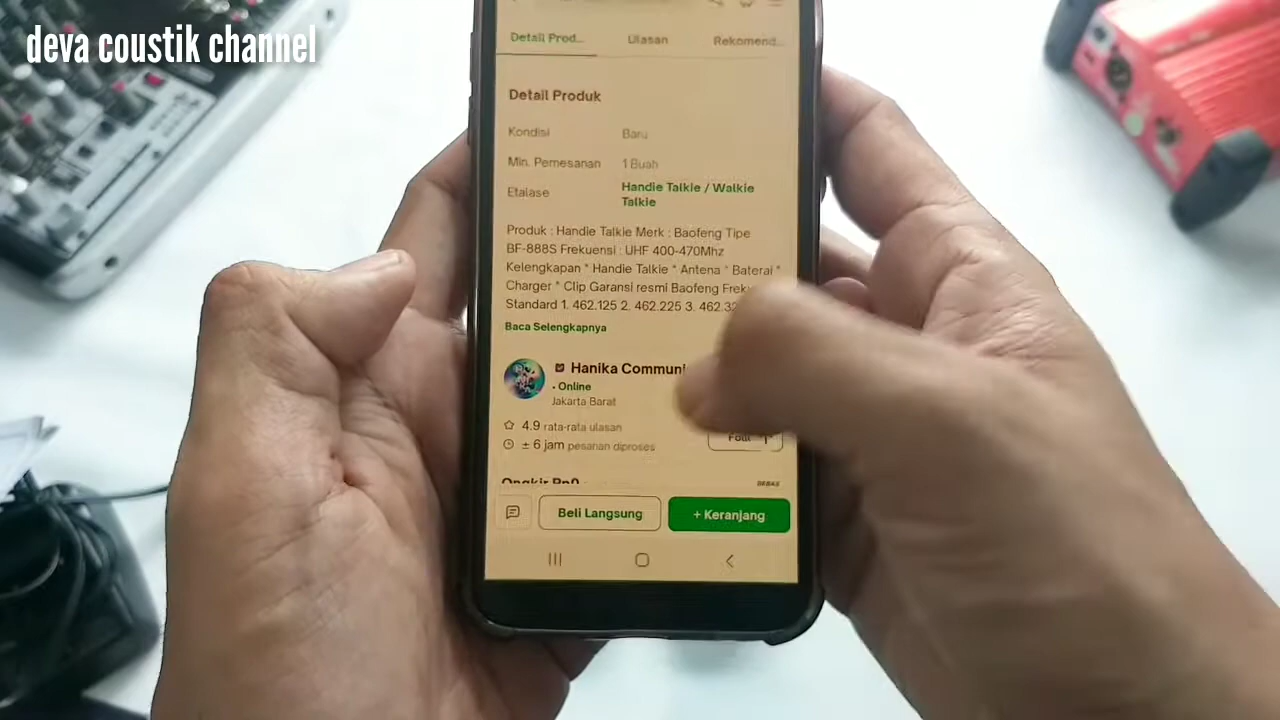 deva coustik channel
Detail Prod...
Ulasan
Rekomend...
Detail Produk
Kondisi Baru
Min. Pemesanan 1 Buah
Etalase Handie Talkie / Walkie
Talkie
Produk : Handie Talkie Merk : Baofeng Tipe
BF-888S Frekuensi : UHF 400-470Mhz
Kelengkapan * Handie Talkie * Antena * Baterai *
Charger * Clip Garansi resmi Baofeng
Standard 1. 462.125 2. 462.225 3.
Baca Selengkapnya
Hanika
• Online
Jakarta Barat
4.9 rata-rata ulasan
± 6 jam pesanan diproses
Ongkir Rp0
Beli Langsung
+ Keranjang